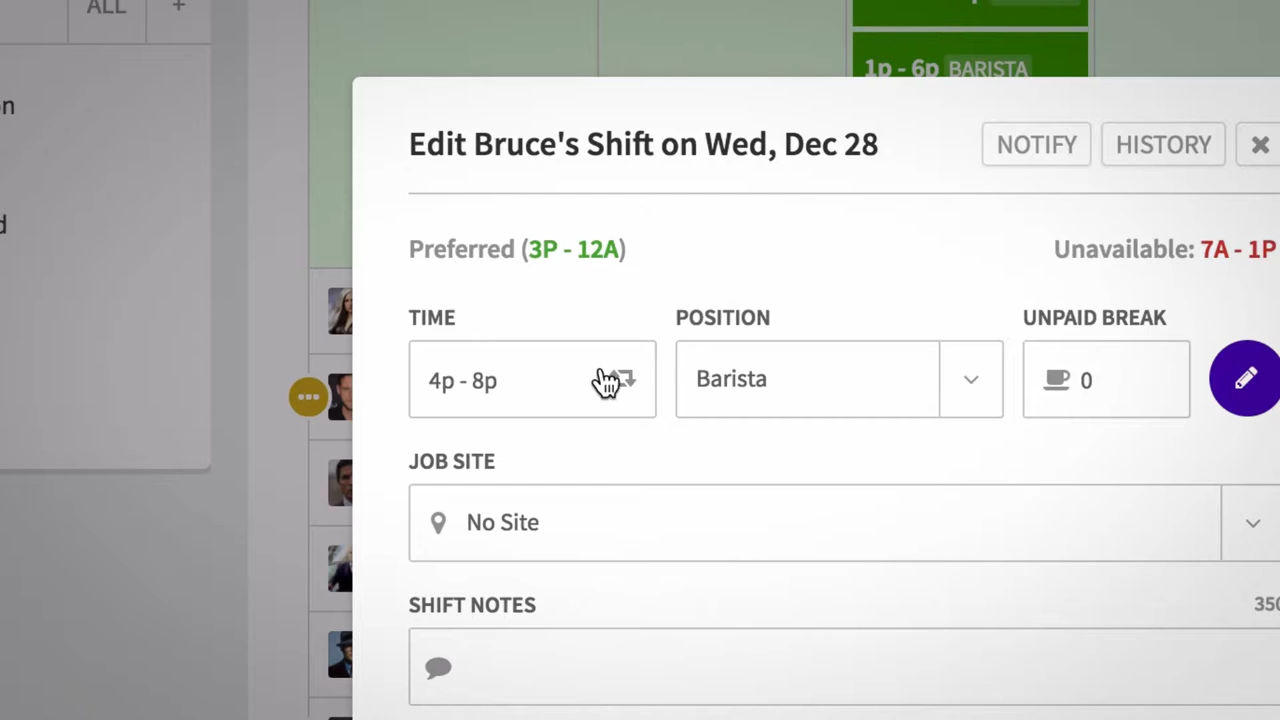 ALL +
on
d
1p - 6p BARISTA
Edit Bruce's Shift on Wed, Dec 28 NOTIFY HISTORY
Preferred (3P - 12A) Unavailable: 7A - 1P
TIME POSITION UNPAID BREAK
4p - 8p Barista 0
JOB SITE
No Site
SHIFT NOTES 350